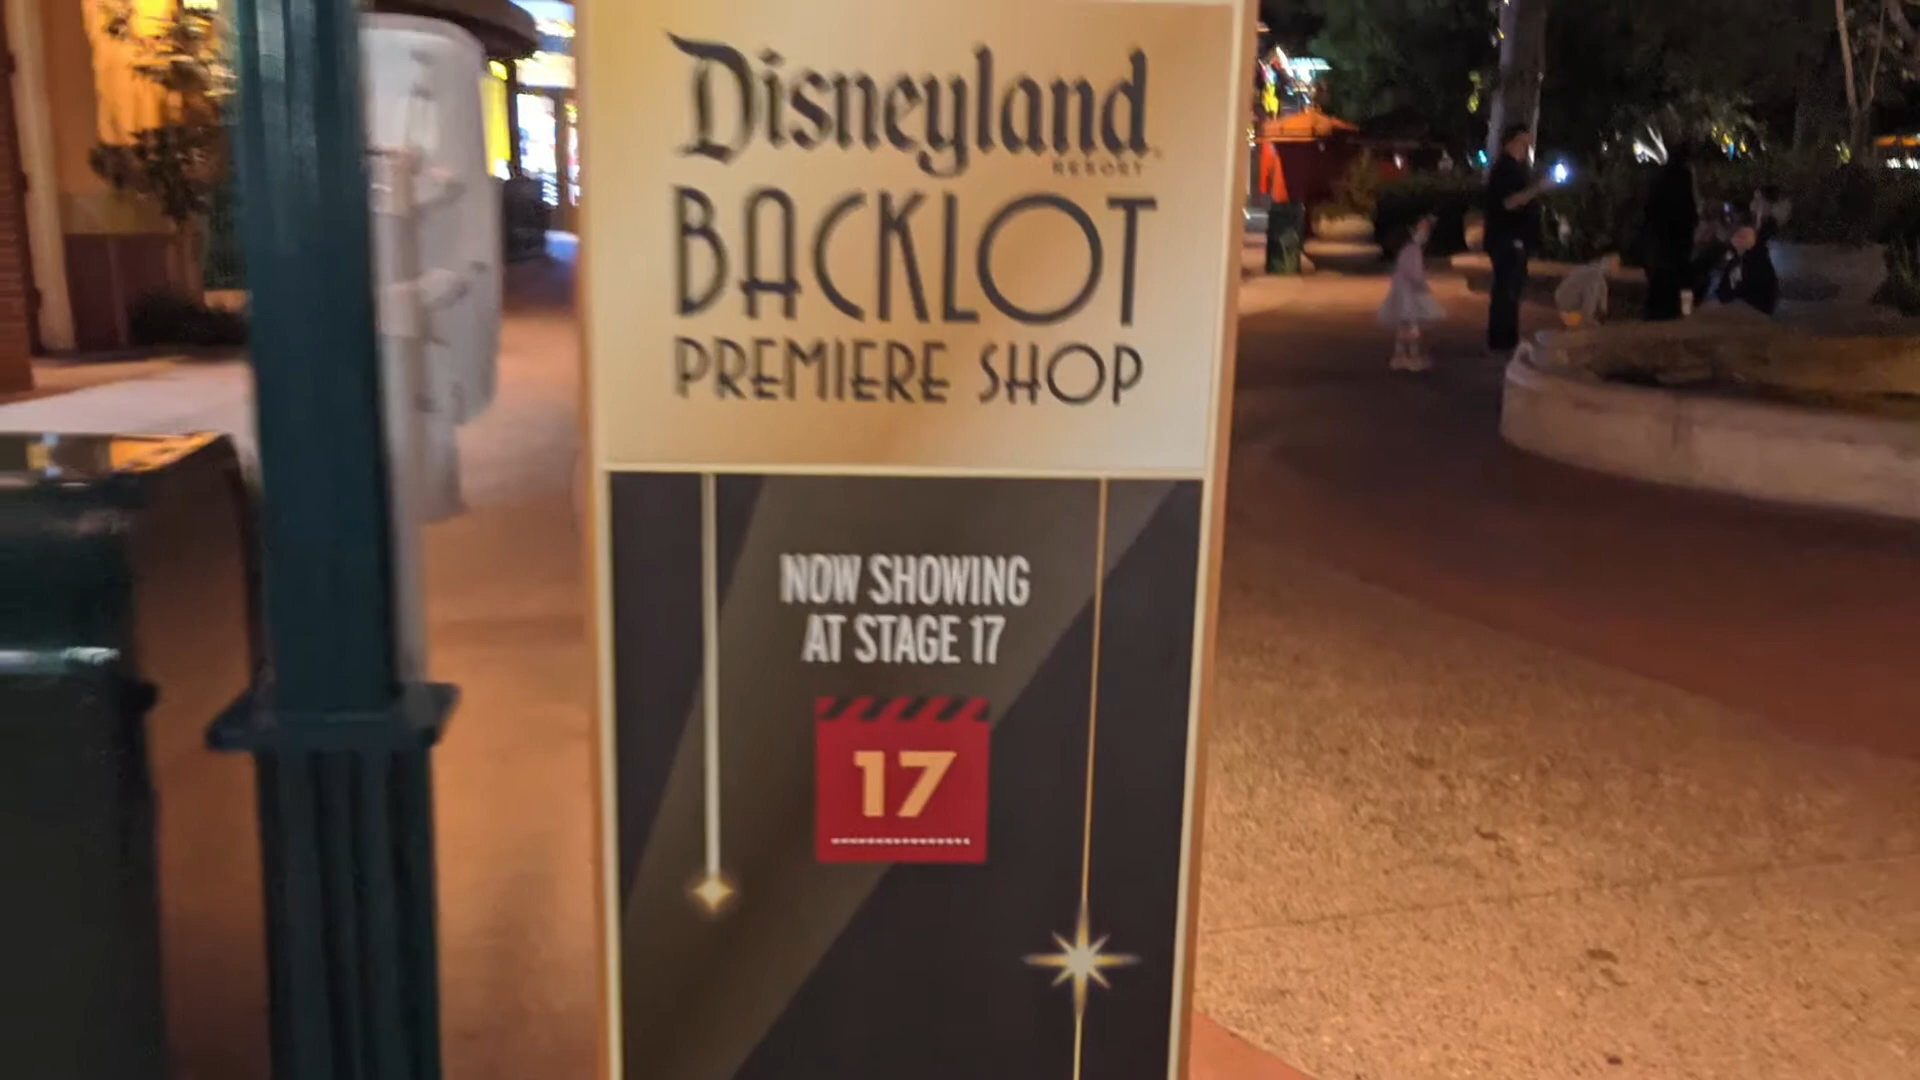 Disneyland
RESORT
BACKLOT
PREMIERE SHOP
NOW SHOWING
AT STAGE 17
17